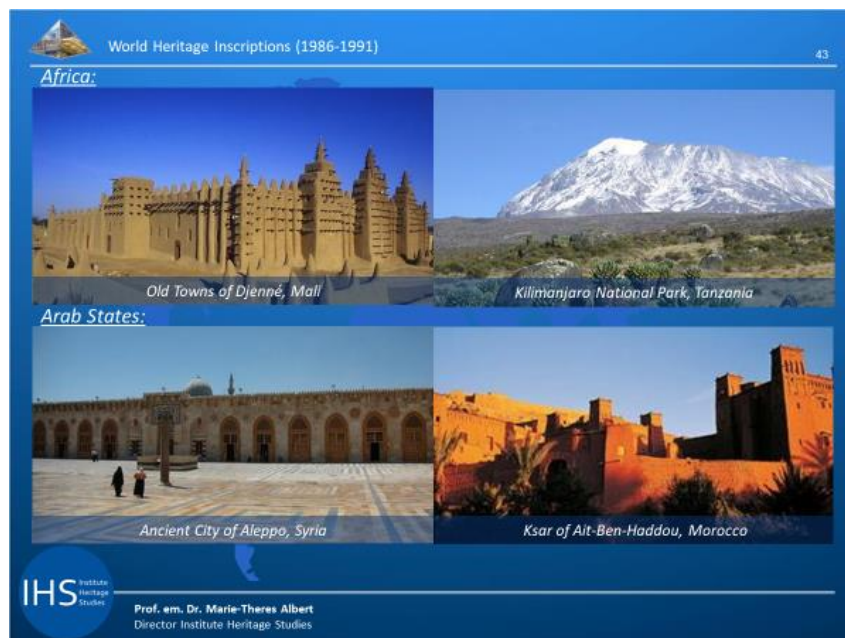 World Heritage Inscriptions (1986-1991)
43
Africa:
Old Towns of Djenné, Mali
Kilimanjaro National Park, Tanzania
Arab States:
Ancient City of Aleppo, Syria
Ksar of Ait-Ben-Haddou, Morocco
IHS
Institute
Heritage
Studies
Prof. em. Dr. Marie-Theres Albert
Director Institute Heritage Studies